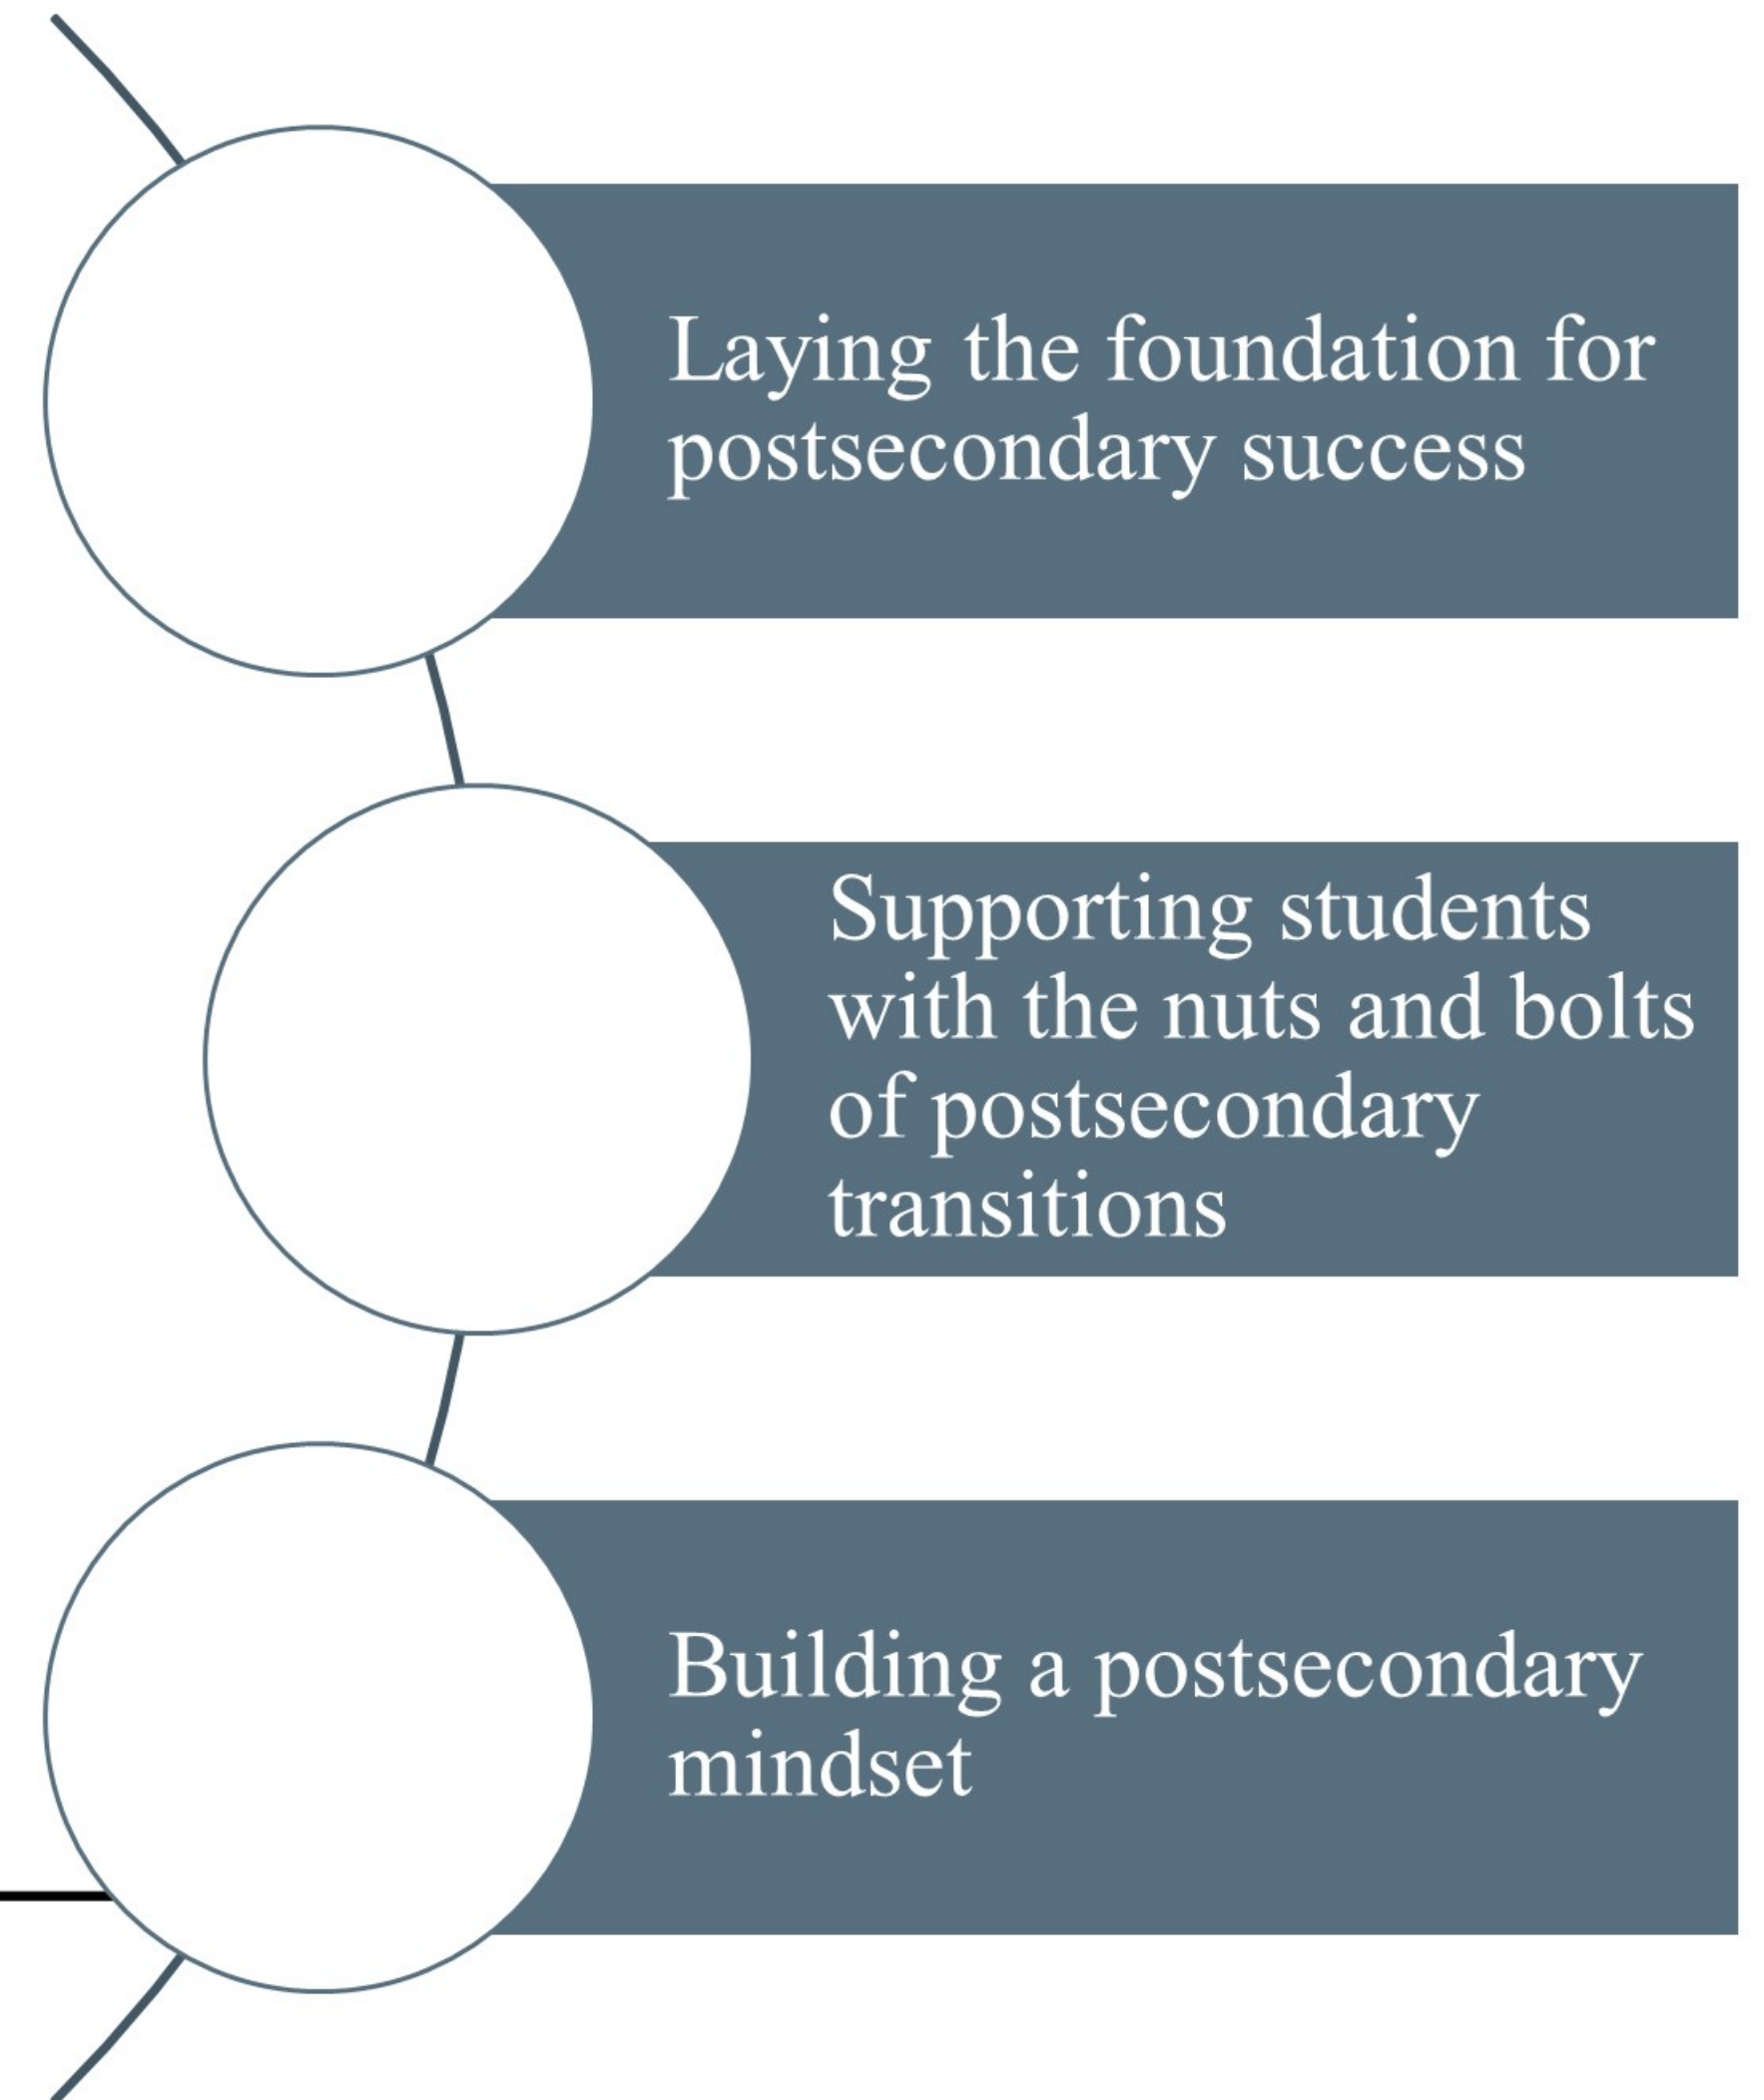 Laying the foundation for
postsecondary success
Supporting students
with the nuts and bolts
of postsecondary
transitions
Building a postsecondary
mindset